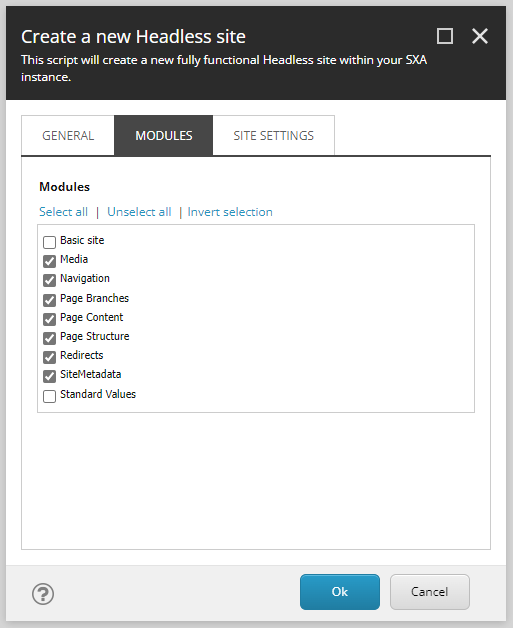 Create a new Headless site
This script will create a new fully functional Headless site within your SXA
instance.
GENERAL MODULES SITE SETTINGS
Modules
Select all | Unselect all | Invert selection
Basic site
Media
Navigation
Page Branches
Page Content
Page Structure
Redirects
SiteMetadata
Standard Values
? Ok Cancel